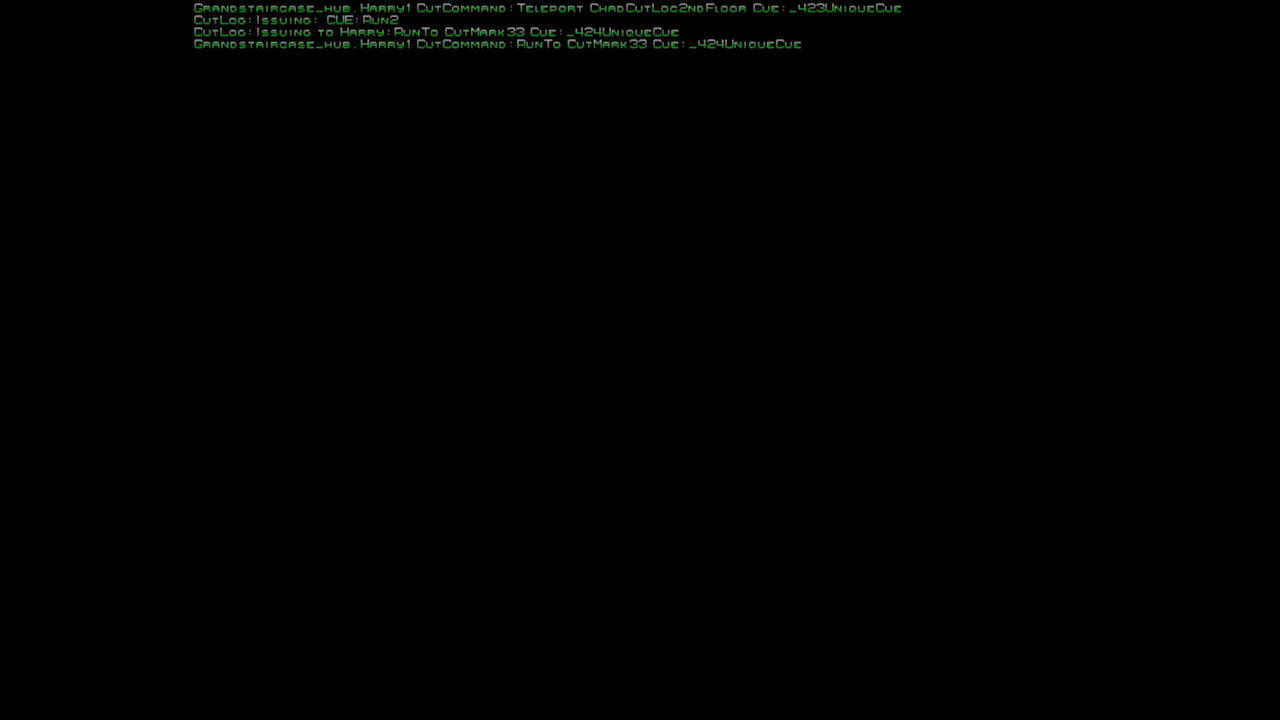 Grandstaircase_hub.Harry1 CutCommand:Teleport ChadCutLoc2ndFloor Cue:_423UniqueCue
CutLog:Issuing: CUE:Run2
CutLog:Issuing to Harry:RunTo CutMark33 Cue:_424UniqueCue
Grandstaircase_hub.Harry1 CutCommand:RunTo CutMark33 Cue:_424UniqueCue